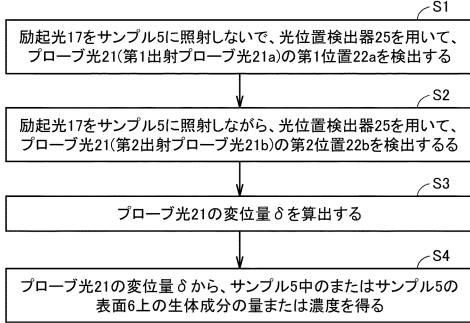 S1
励起光17をサンプル5に照射しないで、光位置検出器25を用いて、
プローブ光21(第1出射プローブ光21a)の第1位置22aを検出する
S2
励起光17をサンプル5に照射しながら、光位置検出器25を用いて、
プローブ光21(第2出射プローブ光21b)の第2位置22bを検出するる
S3
プローブ光21の変位量δを算出する
S4
プローブ光21の変位量δから、サンプル5中のまたはサンプル5の
表面6上の生体成分の量または濃度を得る